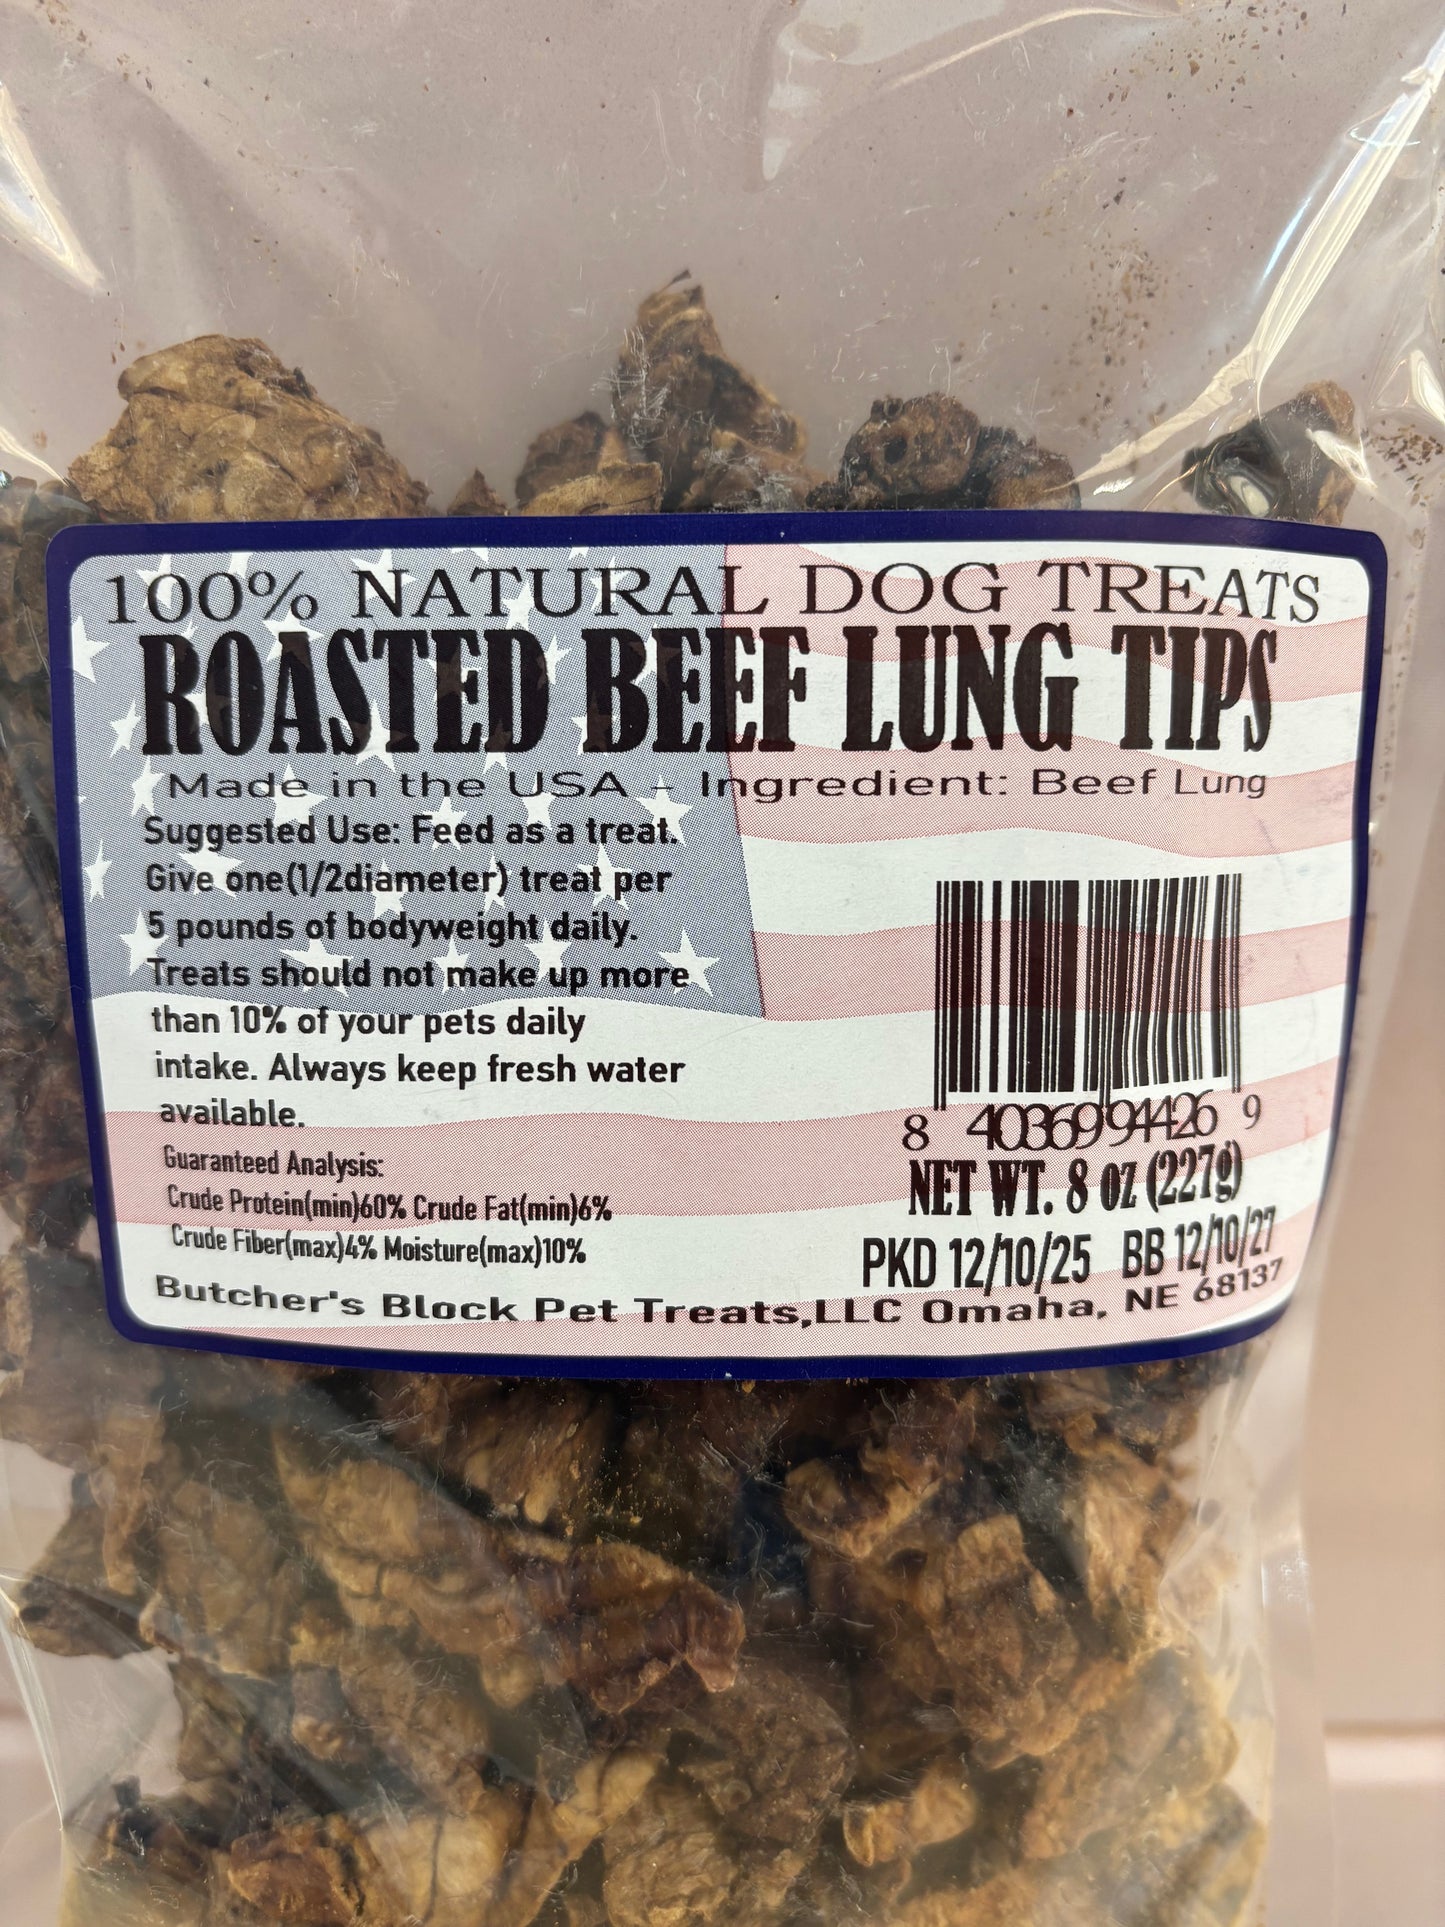 100% NATURAL DOG TREATS
ROASTED BEEF LUNG TIPS
Made in the USA - Ingredient: Beef Lung
Suggested Use: Feed as a treat.
Give one(1/2diameter) treat per
5 pounds of bodyweight daily.
Treats should not make up more
than 10% of your pets daily
intake. Always keep fresh water
available.
Guaranteed Analysis:
Crude Protein(min)60% Crude Fat(min)6%
Crude Fiber(max)4% Moisture(max)10%
8 4036994426 9
NET WT. 8 oz (227g)
PKD 12/10/25 BB 12/10/27
Butcher's Block Pet Treats,LLC Omaha, NE 68137